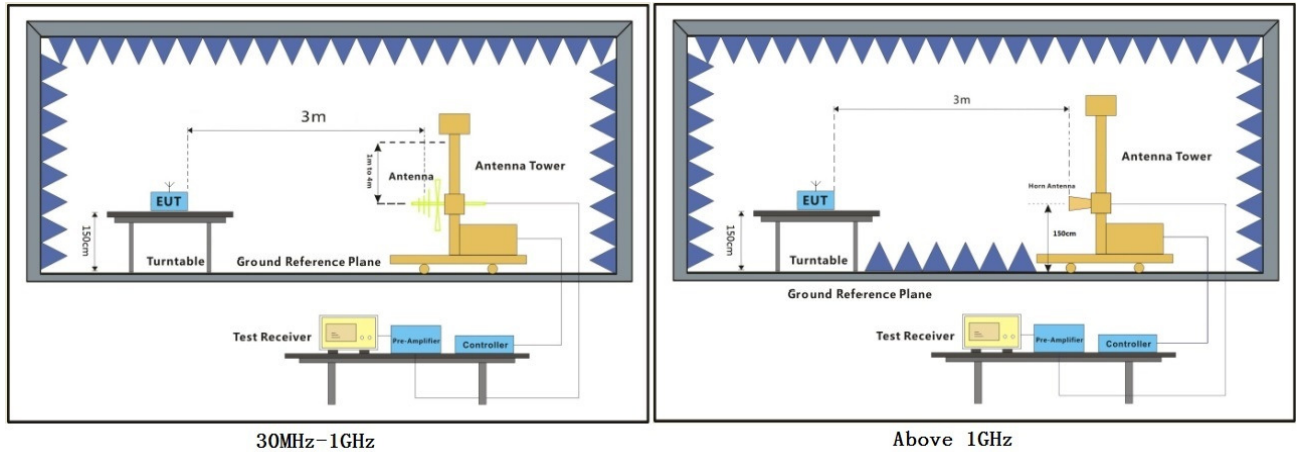 3m
1m to 4m
Antenna
Antenna Tower
EUT
150cm
Turntable
Ground Reference Plane
Test Receiver
Pre-Amplifier
Controller
30MHz-1GHz
3m
Antenna Tower
Horn Antenna
EUT
150cm
150cm
Turntable
Ground Reference Plane
Test Receiver
Pre-Amplifier
Controller
Above 1GHz